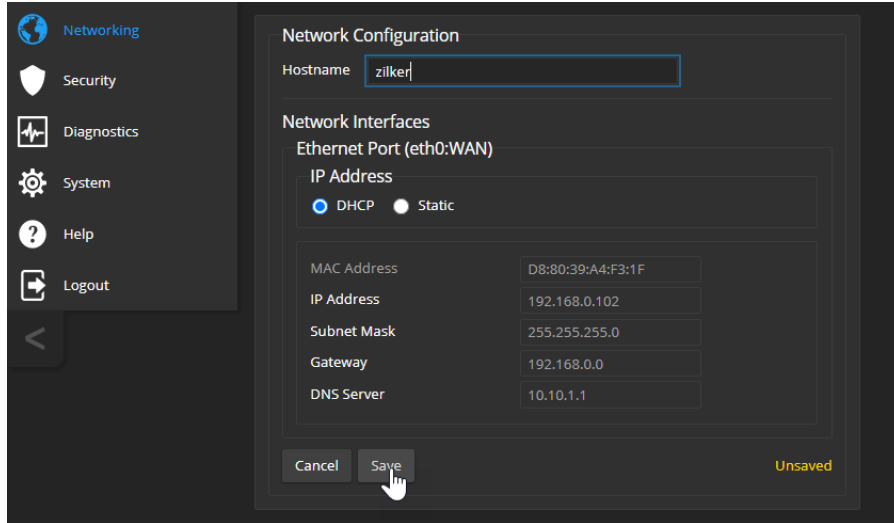 Networking
Security
Diagnostics
System
Help
Logout
<
Network Configuration
Hostname zilker
Network Interfaces
Ethernet Port (eth0:WAN)
IP Address
DHCP Static
MAC Address D8:80:39:A4:F3:1F
IP Address 192.168.0.102
Subnet Mask 255.255.255.0
Gateway 192.168.0.0
DNS Server 10.10.1.1
Cancel Save Unsaved